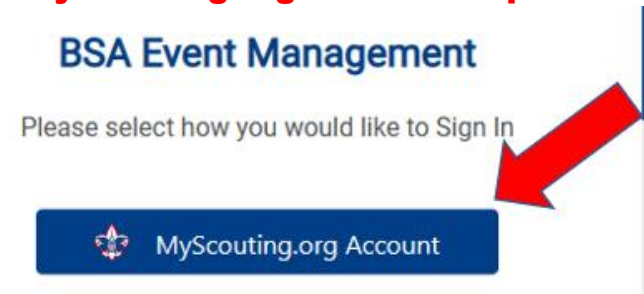 BSA Event Management
Please select how you would like to Sign In
MyScouting.org Account